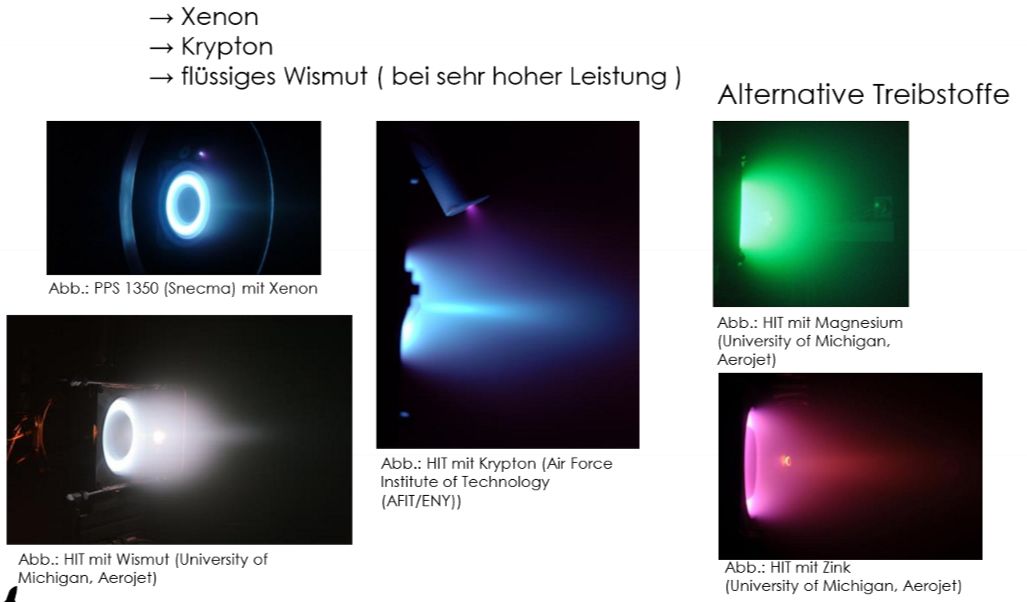 → Xenon
→ Krypton
→ flüssiges Wismut ( bei sehr hoher Leistung )
Alternative Treibstoffe
Abb.: PPS 1350 (Snecma) mit Xenon
Abb.: HIT mit Wismut (University of
Michigan, Aerojet)
Abb.: HIT mit Krypton (Air Force
Institute of Technology
(AFIT/ENY))
Abb.: HIT mit Magnesium
(University of Michigan,
Aerojet)
Abb.: HIT mit Zink
(University of Michigan, Aerojet)